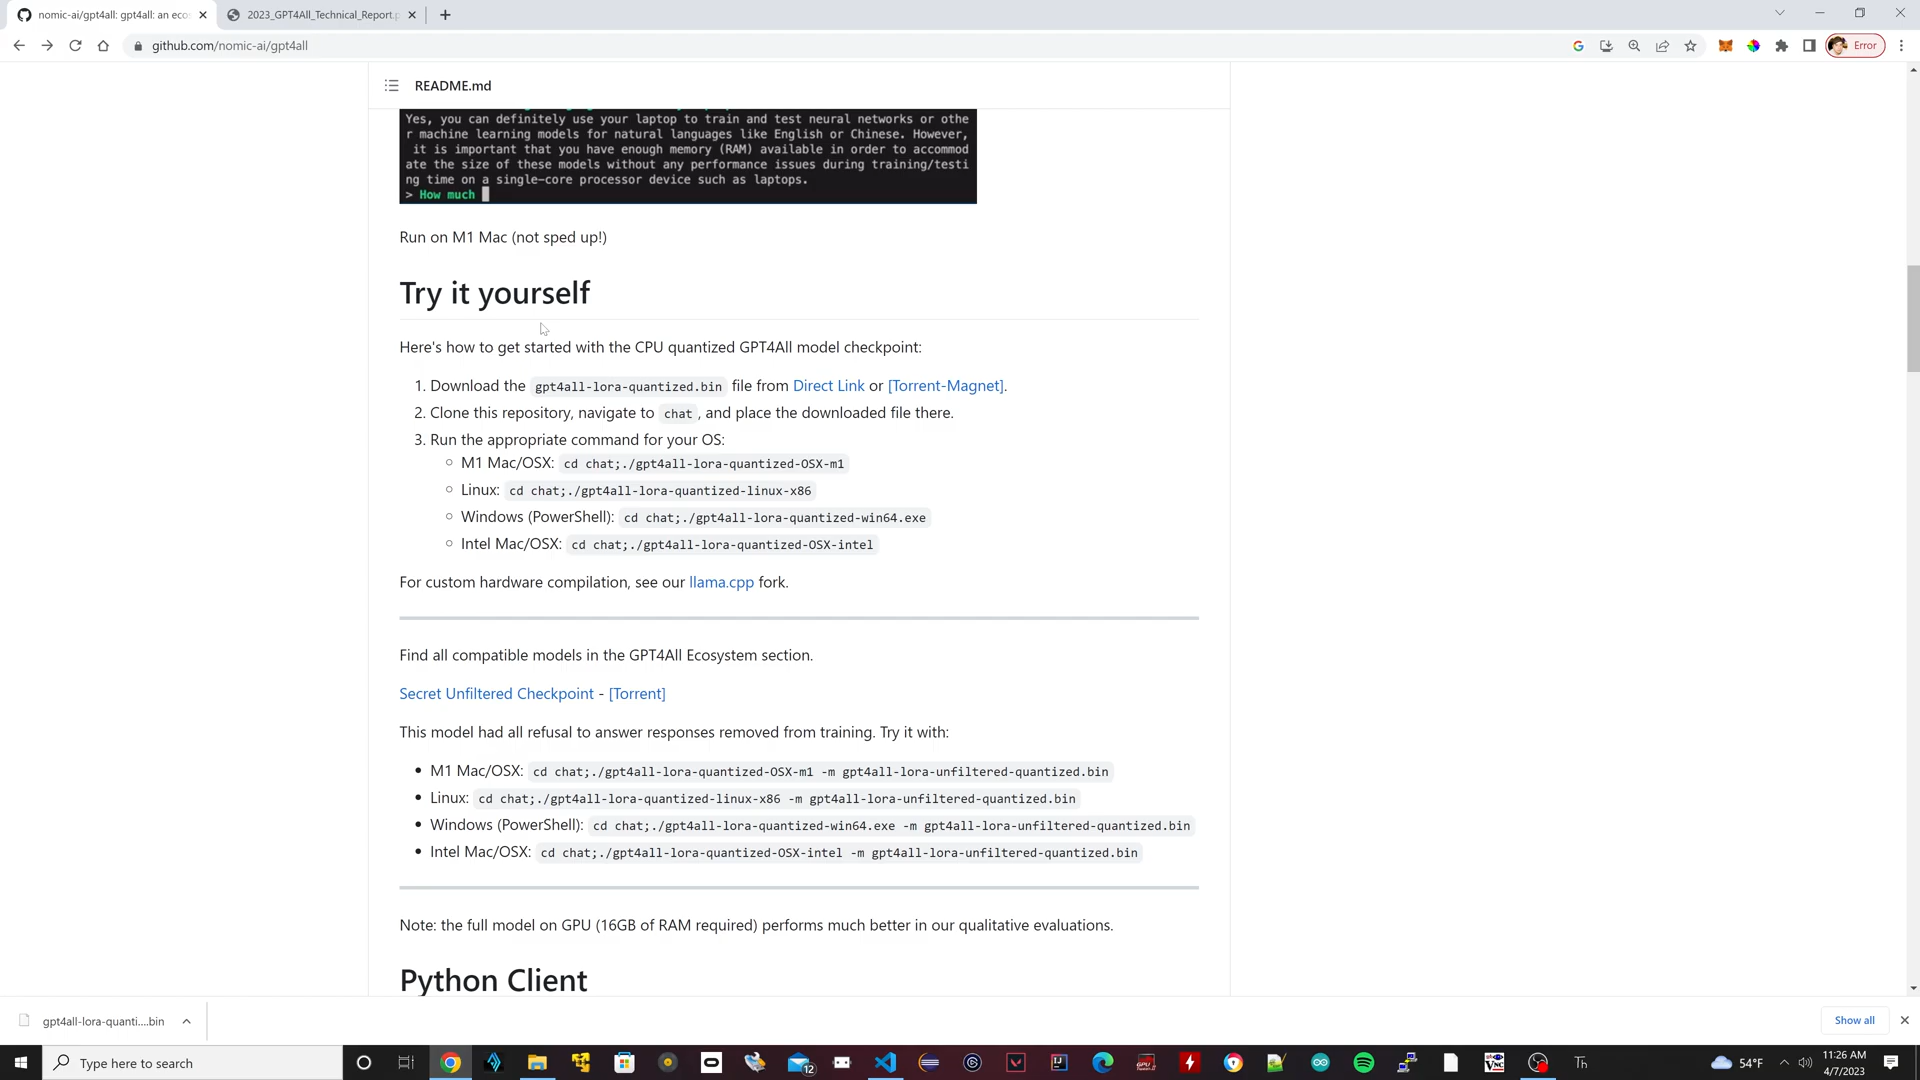 nomic-ai/gpt4all: gpt4all: an eco
2023_GPT4All_Technical_Report.p
github.com/nomic-ai/gpt4all
Error
README.md
Yes, you can definitely use your laptop to train and test neural networks or othe
r machine learning models for natural languages like English or Chinese. However,
it is important that you have enough memory (RAM) available in order to accommod
ate the size of these models without any performance issues during training/testi
ng time on a single-core processor device such as laptops.
> How much
Run on M1 Mac (not sped up!)
Try it yourself
Here's how to get started with the CPU quantized GPT4All model checkpoint:
1. Download the gpt4all-lora-quantized.bin file from Direct Link or [Torrent-Magnet].
2. Clone this repository, navigate to chat, and place the downloaded file there.
3. Run the appropriate command for your OS:
M1 Mac/OSX: cd chat;./gpt4all-lora-quantized-OSX-m1
Linux: cd chat;./gpt4all-lora-quantized-linux-x86
Windows (PowerShell): cd chat;./gpt4all-lora-quantized-win64.exe
Intel Mac/OSX: cd chat;./gpt4all-lora-quantized-OSX-intel
For custom hardware compilation, see our llama.cpp fork.
Find all compatible models in the GPT4All Ecosystem section.
Secret Unfiltered Checkpoint - [Torrent]
This model had all refusal to answer responses removed from training. Try it with:
M1 Mac/OSX: cd chat;./gpt4all-lora-quantized-OSX-m1 -m gpt4all-lora-unfiltered-quantized.bin
Linux: cd chat;./gpt4all-lora-quantized-linux-x86 -m gpt4all-lora-unfiltered-quantized.bin
Windows (PowerShell): cd chat;./gpt4all-lora-quantized-win64.exe -m gpt4all-lora-unfiltered-quantized.bin
Intel Mac/OSX: cd chat;./gpt4all-lora-quantized-OSX-intel -m gpt4all-lora-unfiltered-quantized.bin
Note: the full model on GPU (16GB of RAM required) performs much better in our qualitative evaluations.
Python Client
gpt4all-lora-quanti....bin
Show all
Type here to search
12
Th
54°F
11:26 AM
4/7/2023